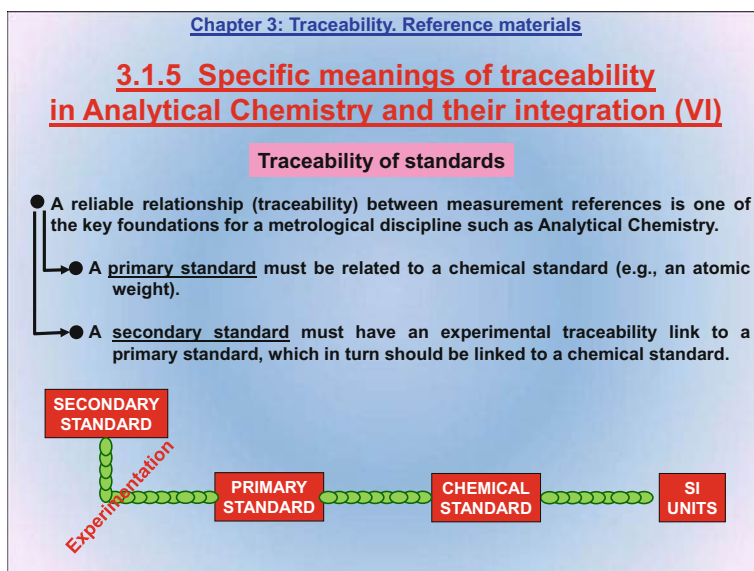 Chapter 3: Traceability. Reference materials
3.1.5 Specific meanings of traceability
in Analytical Chemistry and their integration (VI)
Traceability of standards
A reliable relationship (traceability) between measurement references is one of
the key foundations for a metrological discipline such as Analytical Chemistry.
A primary standard must be related to a chemical standard (e.g., an atomic
weight).
A secondary standard must have an experimental traceability link to a
primary standard, which in turn should be linked to a chemical standard.
SECONDARY
STANDARD
Experimentation
PRIMARY
STANDARD
CHEMICAL
STANDARD
SI
UNITS